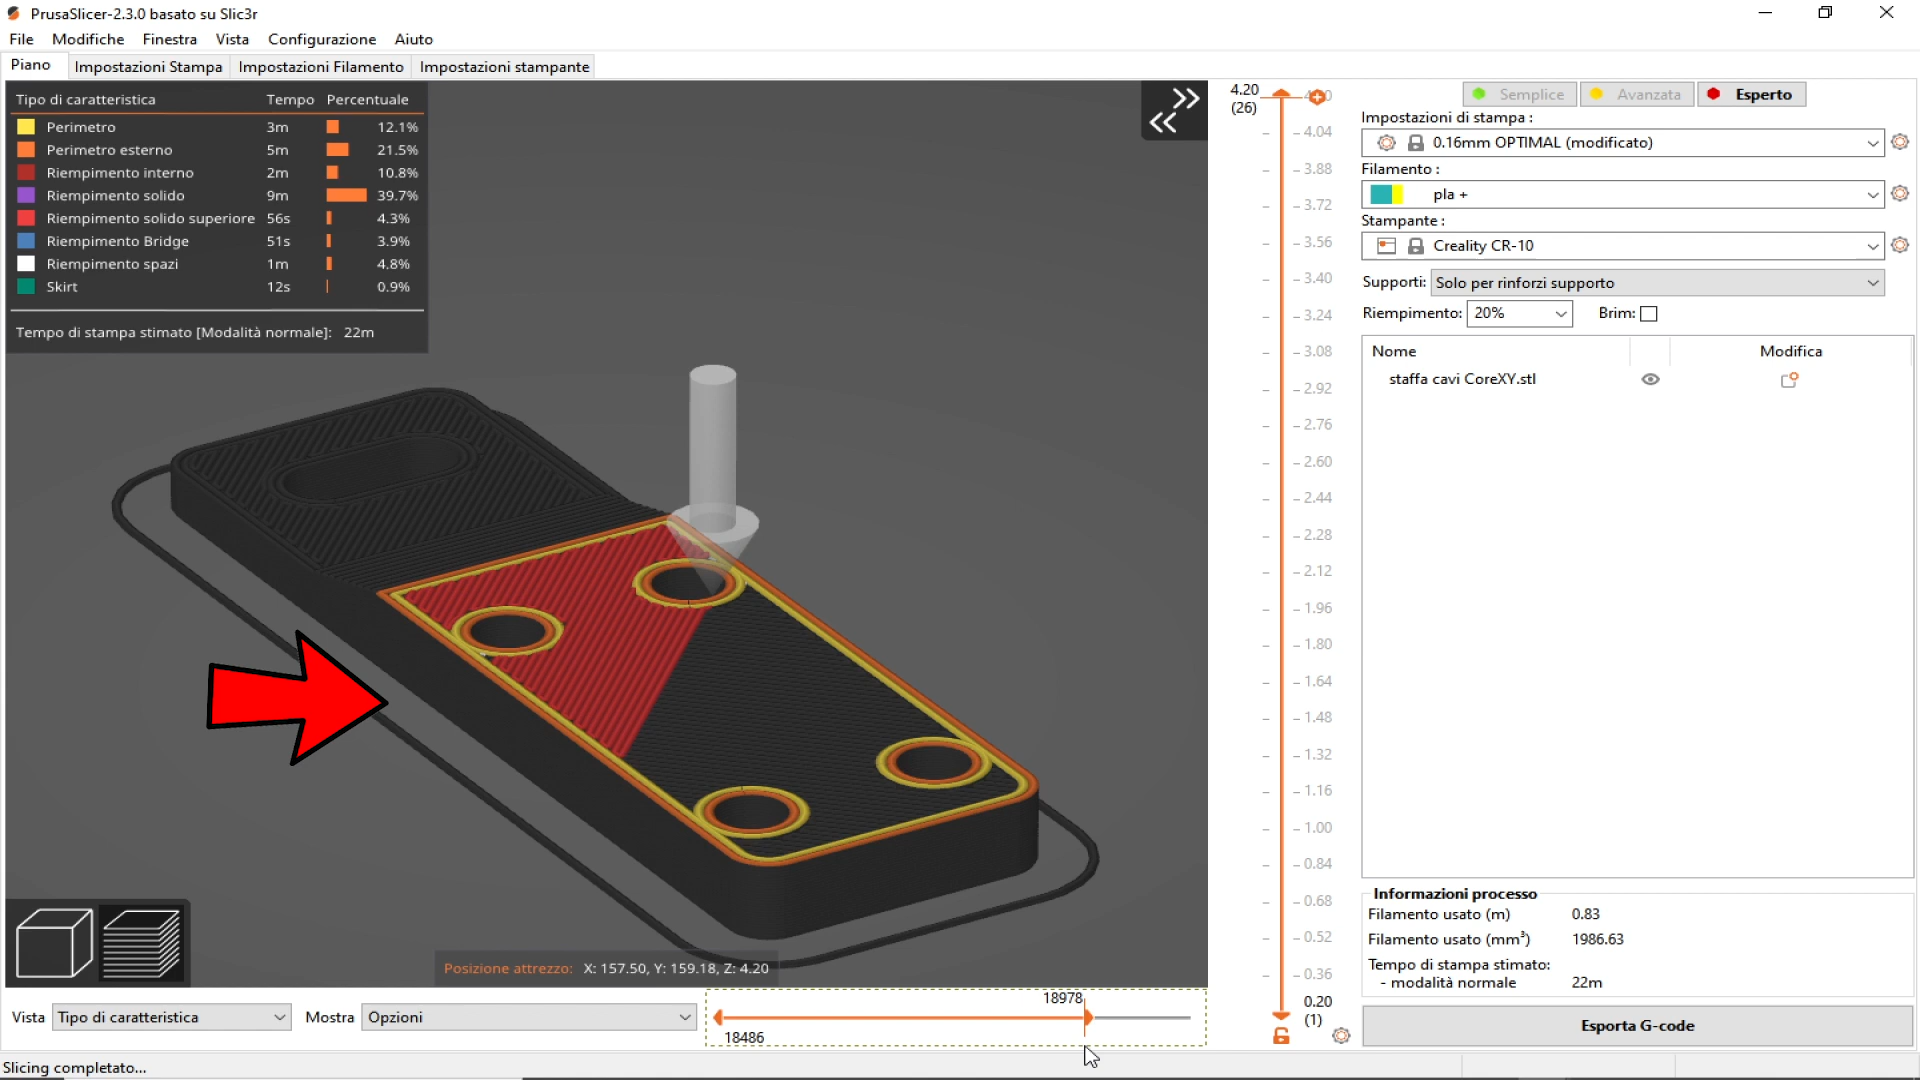 PrusaSlicer-2.3.0 basato su Slic3r
File Modifiche Finestra Vista Configurazione Aiuto
Piano Impostazioni Stampa Impostazioni Filamento Impostazioni stampante
Tipo di caratteristica Tempo Percentuale
Perimetro 3m 12.1%
Perimetro esterno 5m 21.5%
Riempimento interno 2m 10.8%
Riempimento solido 9m 39.7%
Riempimento solido superiore 56s 4.3%
Riempimento Bridge 51s 3.9%
Riempimento spazi 1m 4.8%
Skirt 12s 0.9%
Tempo di stampa stimato [Modalità normale]: 22m
Posizione attrezzo: X: 157.50, Y: 159.18, Z: 4.20
Vista Tipo di caratteristica Mostra Opzioni
18978
18486
4.20
(26)
4.04
3.88
3.72
3.56
3.40
3.24
3.08
2.92
2.76
2.60
2.44
2.28
2.12
1.96
1.80
1.64
1.48
1.32
1.16
1.00
0.84
0.68
0.52
0.36
0.20
(1)
Semplice Avanzata Esperto
Impostazioni di stampa :
0.16mm OPTIMAL (modificato)
Filamento :
pla +
Stampante :
Creality CR-10
Supporti: Solo per rinforzi supporto
Riempimento: 20% Brim:
Nome Modifica
staffa cavi CoreXY.stl
Informazioni processo
Filamento usato (m) 0.83
Filamento usato (mm³) 1986.63
Tempo di stampa stimato:
- modalità normale 22m
Esporta G-code
Slicing completato...